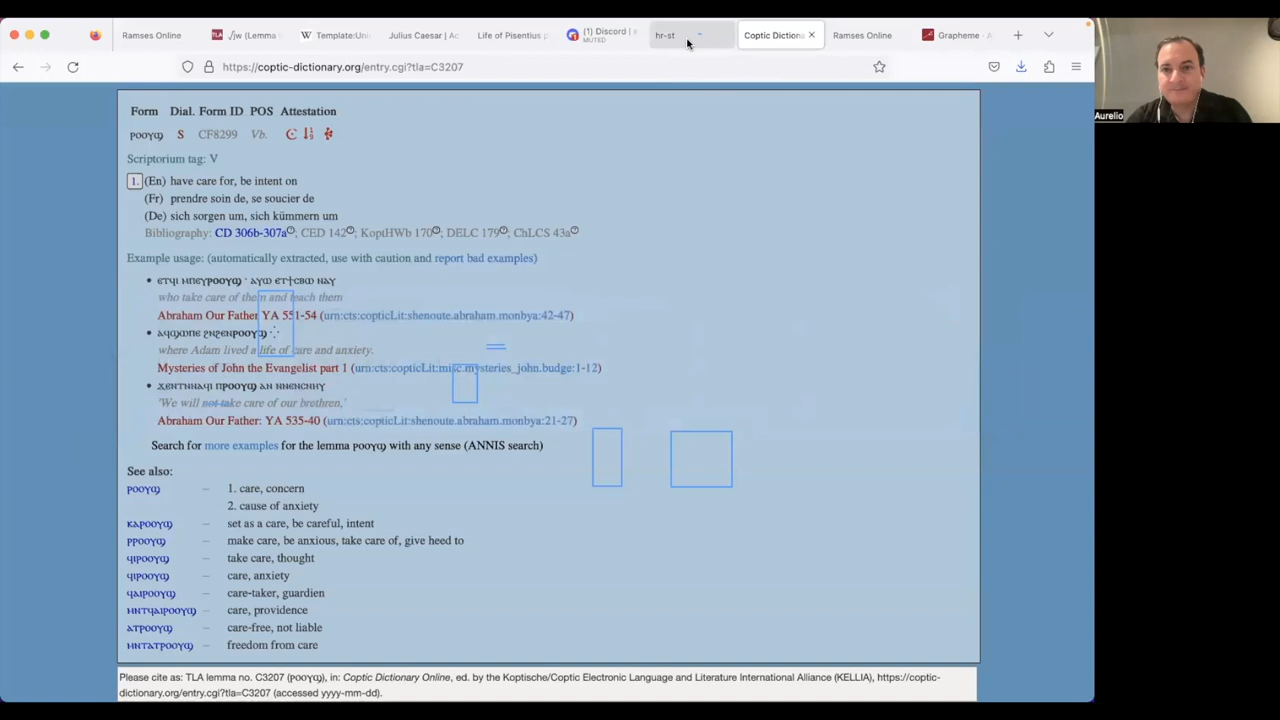 Ramses Online
TLA
jw (Lemma
W Template:Uni
Julius Caesar | Ac
Life of Pisentius
(1) Discord |
MUTED
hr-st
Coptic Dictiona
Ramses Online
Grapheme -
https://coptic-dictionary.org/entry.cgi?tla=C3207
Aurelio
Form Dial. Form ID POS Attestation
ⲣⲟⲟⲩϣ S CF8299 Vb.
Scriptorium tag: V
1. (En) have care for, be intent on
(Fr) prendre soin de, se soucier de
(De) sich sorgen um, sich kümmern um
Bibliography: CD 306b-307a?; CED 142?; KoptHWb 170?; DELC 179?; ChLCS 43a?
Example usage: (automatically extracted, use with caution and report bad examples)
• ⲉⲧϥⲓ ⲙⲡⲉⲩⲣⲟⲟⲩϣ · ⲁⲩⲱ ⲉⲧϯⲥⲃⲱ ⲛⲁⲩ
who take care of them and teach them
Abraham Our Father YA 551-54 (urn:cts:copticLit:shenoute.abraham.monbya:42-47)
• ⲁϥϣⲱⲡⲉ ϩⲛϩⲉⲛⲣⲟⲟⲩϣ ⁘
where Adam lived a life of care and anxiety.
Mysteries of John the Evangelist part 1 (urn:cts:copticLit:misc.mysteries_john.budge:1-12)
• ϫⲉⲛⲧⲛⲛⲁϥⲓ ⲡⲣⲟⲟⲩϣ ⲁⲛ ⲛⲛⲉⲛⲥⲛⲏⲩ
'We will not take care of our brethren,'
Abraham Our Father: YA 535-40 (urn:cts:copticLit:shenoute.abraham.monbya:21-27)
Search for more examples for the lemma ⲣⲟⲟⲩϣ with any sense (ANNIS search)
See also:
ⲣⲟⲟⲩϣ – 1. care, concern
2. cause of anxiety
ⲕⲁⲣⲟⲟⲩϣ – set as a care, be careful, intent
ⲣⲣⲟⲟⲩϣ – make care, be anxious, take care of, give heed to
ϥⲓⲣⲟⲟⲩϣ – take care, thought
ϥⲓⲣⲟⲟⲩϣ – care, anxiety
ϥⲁⲓⲣⲟⲟⲩϣ – care-taker, guardien
ⲙⲛⲧϥⲁⲓⲣⲟⲟⲩϣ – care, providence
ⲁⲧⲣⲟⲟⲩϣ – care-free, not liable
ⲙⲛⲧⲁⲧⲣⲟⲟⲩϣ – freedom from care
Please cite as: TLA lemma no. C3207 (ⲣⲟⲟⲩϣ), in: Coptic Dictionary Online, ed. by the Koptische/Coptic Electronic Language and Literature International Alliance (KELLIA), https://coptic-
dictionary.org/entry.cgi?tla=C3207 (accessed yyyy-mm-dd).